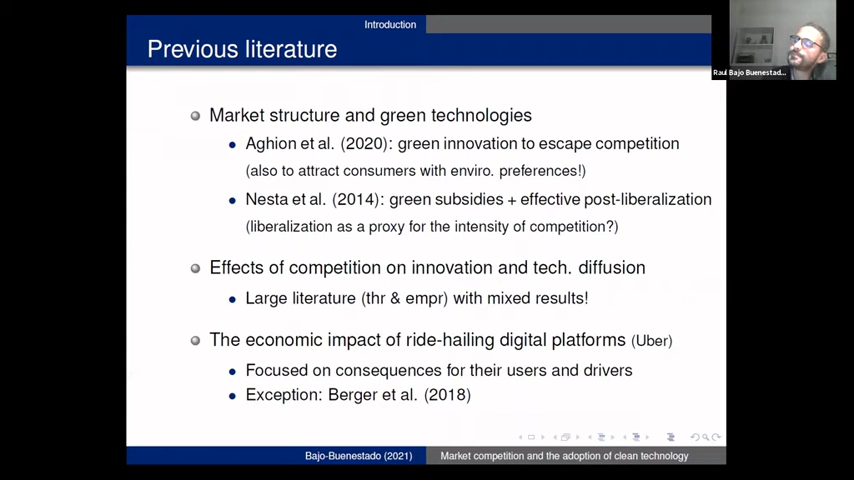 Introduction
Previous literature
Market structure and green technologies
Aghion et al. (2020): green innovation to escape competition
(also to attract consumers with enviro. preferences!)
Nesta et al. (2014): green subsidies + effective post-liberalization
(liberalization as a proxy for the intensity of competition?)
Effects of competition on innovation and tech. diffusion
Large literature (thr & empr) with mixed results!
The economic impact of ride-hailing digital platforms (Uber)
Focused on consequences for their users and drivers
Exception: Berger et al. (2018)
Bajo-Buenestado (2021)
Market competition and the adoption of clean technology
Raul Bajo Buenestad...